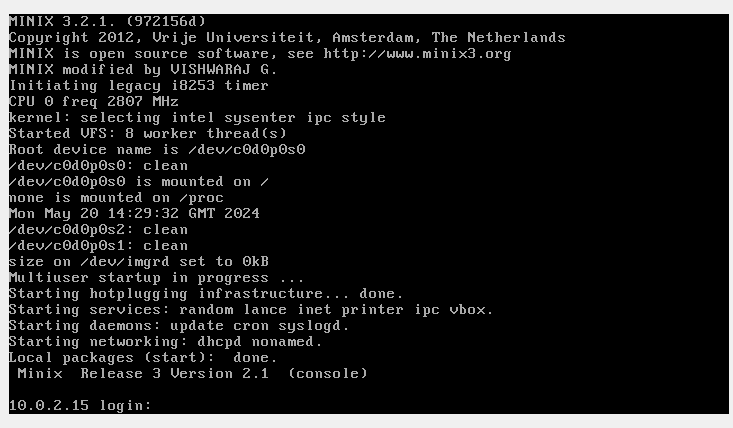 MINIX 3.2.1. (972156d)
Copyright 2012, Vrije Universiteit, Amsterdam, The Netherlands
MINIX is open source software, see http://www.minix3.org
MINIX modified by VISHWARAJ G.
Initiating legacy i8253 timer
CPU 0 freq 2807 MHz
kernel: selecting intel sysenter ipc style
Started VFS: 8 worker thread(s)
Root device name is /dev/c0d0p0s0
/dev/c0d0p0s0: clean
/dev/c0d0p0s0 is mounted on /
none is mounted on /proc
Mon May 20 14:29:32 GMT 2024
/dev/c0d0p0s2: clean
/dev/c0d0p0s1: clean
size on /dev/imgrd set to 0kB
Multiuser startup in progress ...
Starting hotplugging infrastructure... done.
Starting services: random lance inet printer ipc vbox.
Starting daemons: update cron syslogd.
Starting networking: dhcpd nonamed.
Local packages (start):  done.
 Minix  Release 3 Version 2.1  (console)
10.0.2.15 login: